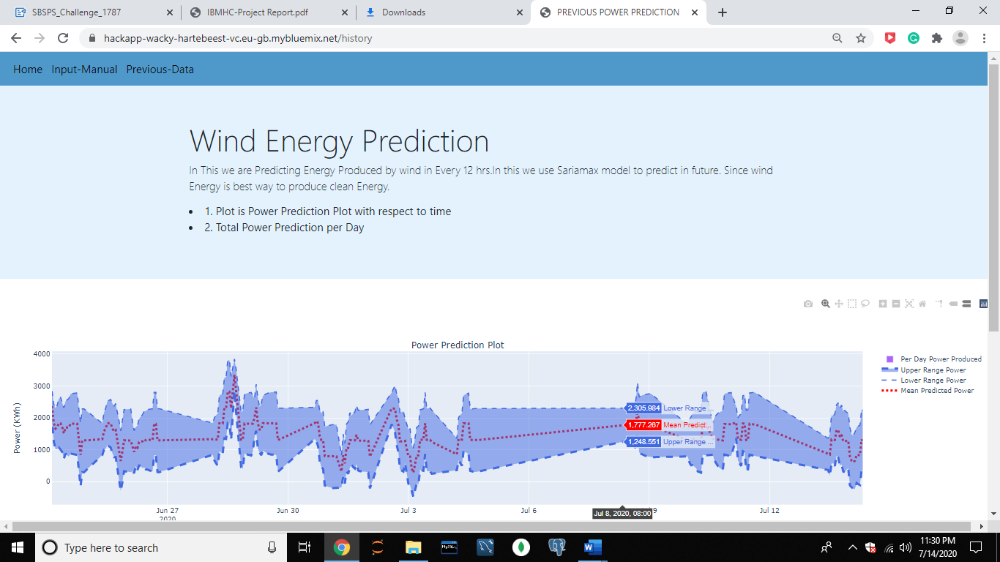 SBSPS_Challenge_1787
IBMHC-Project Report.pdf
Downloads
PREVIOUS POWER PREDICTION
hackapp-wacky-hartebeest-vc.eu-gb.mybluemix.net/history
Home Input-Manual Previous-Data
Wind Energy Prediction
In This we are Predicting Energy Produced by wind in Every 12 hrs.In this we use Sariamax model to predict in future. Since wind
Energy is best way to produce clean Energy.
1. Plot is Power Prediction Plot with respect to time
2. Total Power Prediction per Day
Power Prediction Plot
4000
3000
2000
1000
0
Power (KWh)
Per Day Power Produced
Upper Range Power
Lower Range Power
Mean Predicted Power
2,305.984 Lower Range ...
1,777.267 Mean Predict...
1,248.551 Upper Range ...
Jun 27
2020
Jun 30
Jul 3
Jul 6
Jul 8, 2020, 08:00
9
Jul 12
Type here to search
MySQL
11:30 PM
7/14/2020